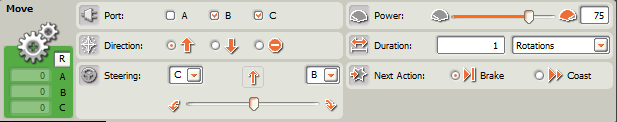 Move
R
0 A
0 B
0 C
Port: A B C
Direction:
Steering: C B
Power: 75
Duration: 1 Rotations
Next Action: Brake Coast